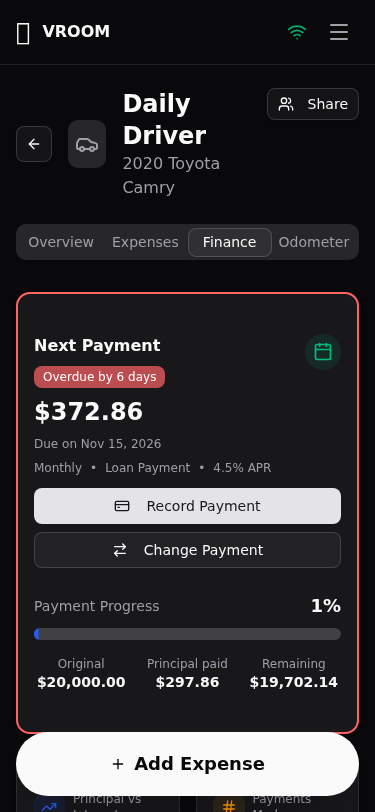 VROOM
Daily
Driver
2020 Toyota
Camry
Share
Overview Expenses Finance Odometer
Next Payment
Overdue by 6 days
$372.86
Due on Nov 15, 2026
Monthly • Loan Payment • 4.5% APR
Record Payment
Change Payment
Payment Progress 1%
Original Principal paid Remaining
$20,000.00 $297.86 $19,702.14
+ Add Expense
Principal vs
Payments